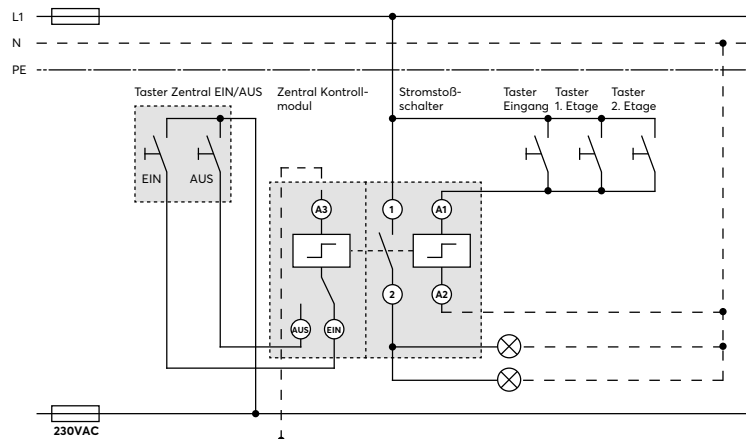 L1
N
PE
Taster Zentral EIN/AUS
Zentral Kontroll-
modul
Stromstoß-
schalter
Taster
Eingang
Taster
1. Etage
Taster
2. Etage
EIN
AUS
A3
1
A1
2
A2
AUS
EIN
230VAC